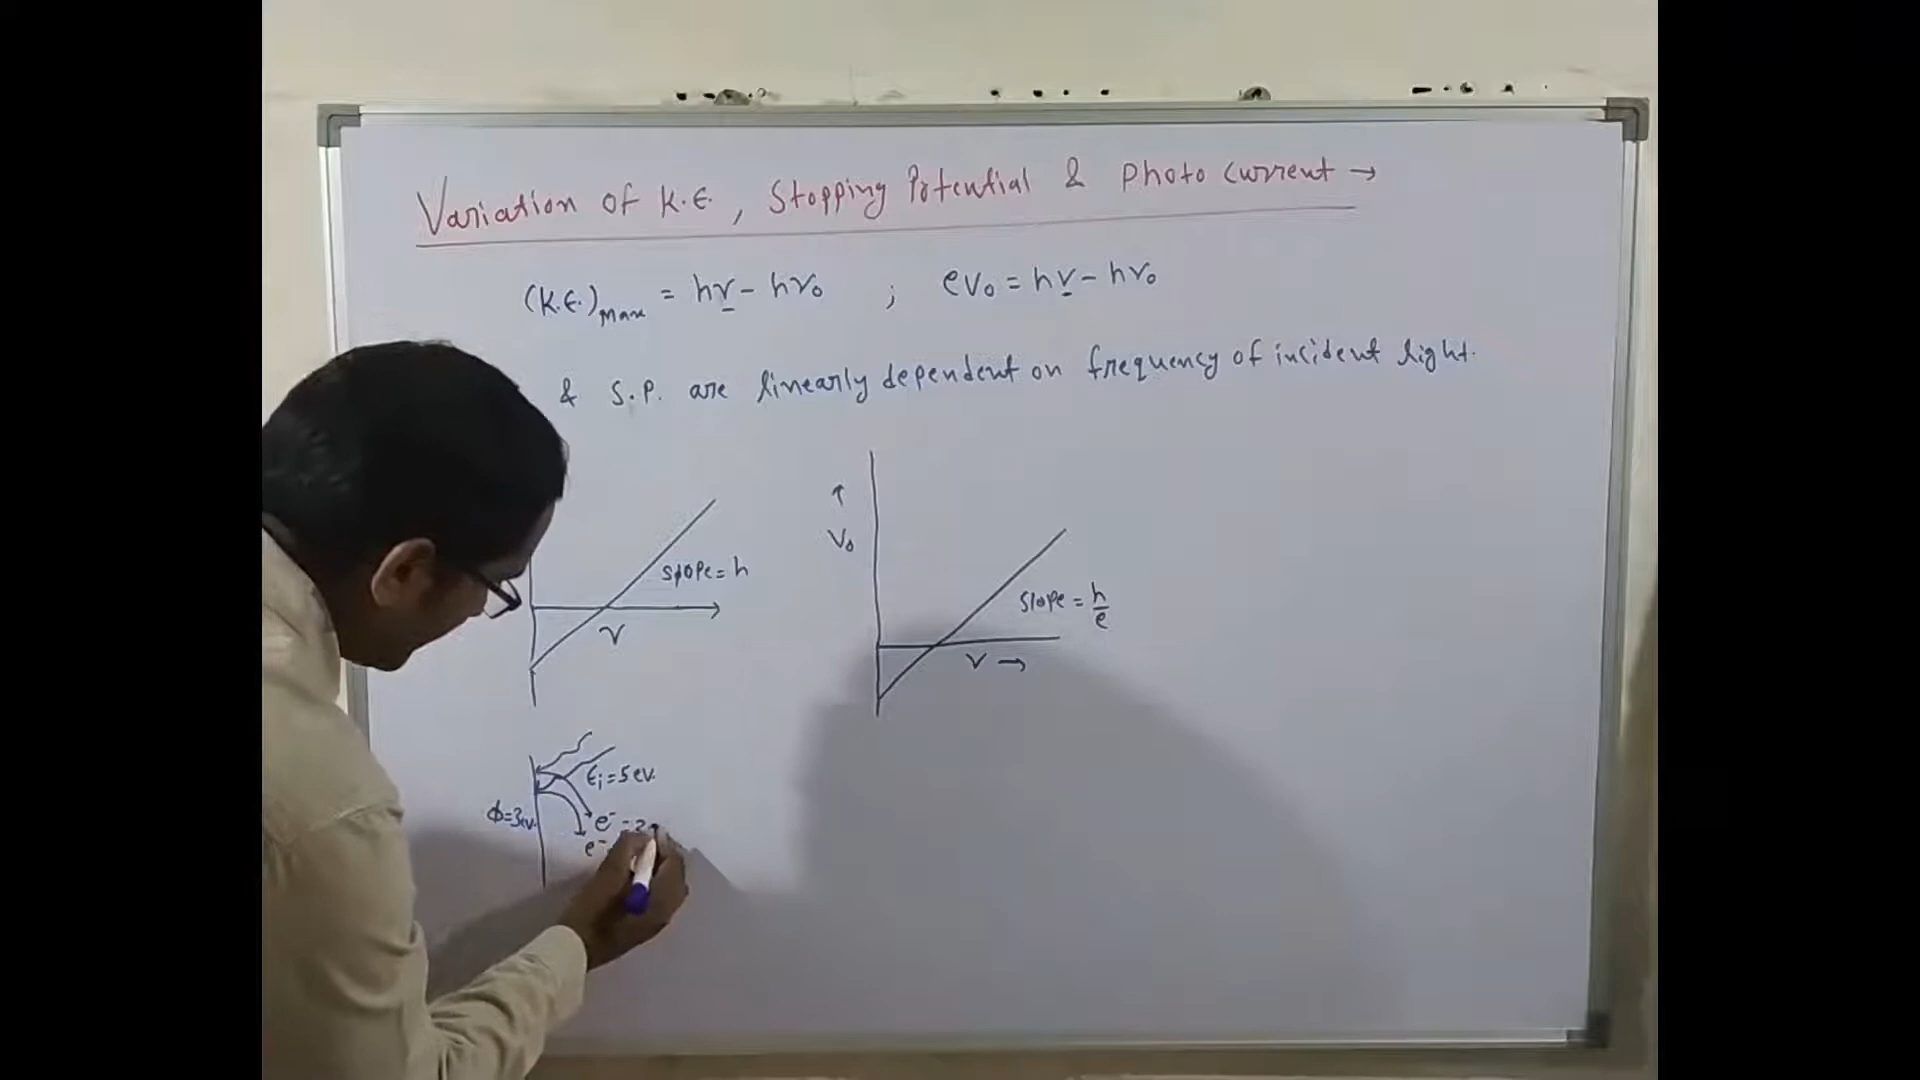 Variation of K.E., Stopping Potential & Photo Current →
(K.E.)max = hν - hν₀ ; eV₀ = hν - hν₀
& S.P. are linearly dependent on frequency of incident light.
↑
V₀
slope = h
ν
slope = h/e
ν →
Ei = 5 ev.
ϕ = 3ev.
e⁻ - 2
e⁻